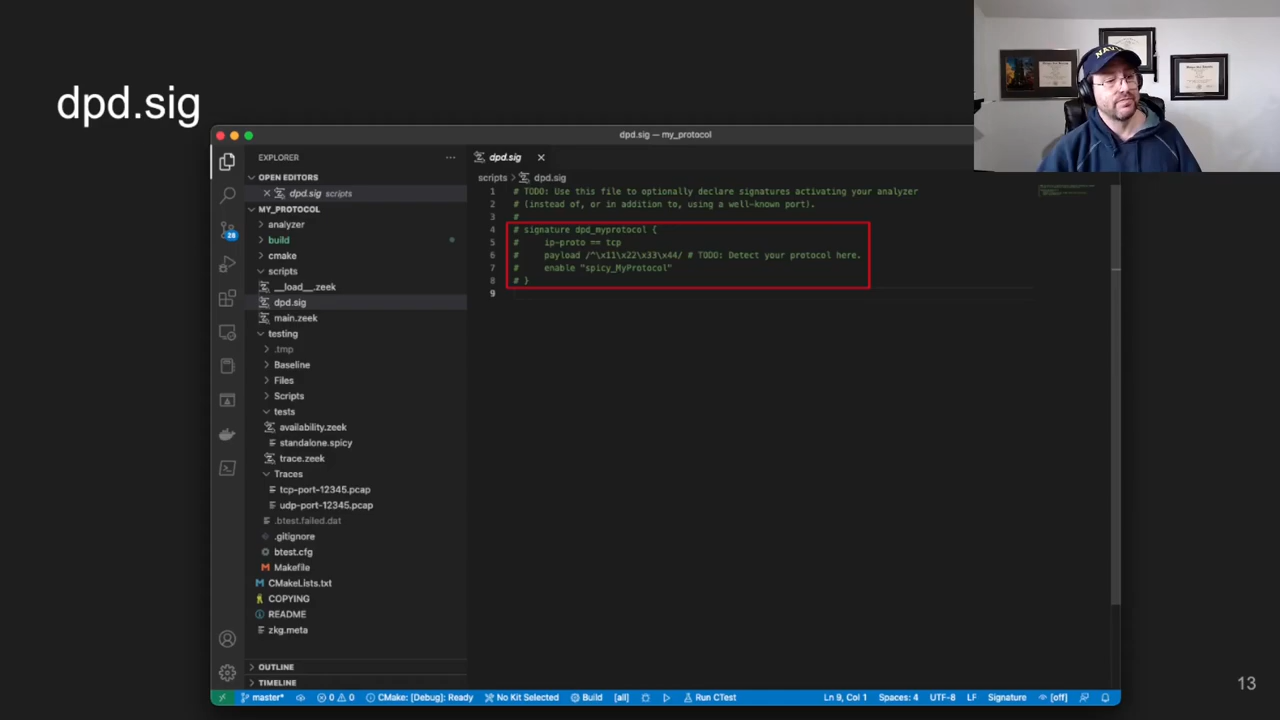 dpd.sig
NAVY
dpd.sig — my_protocol
EXPLORER
dpd.sig
OPEN EDITORS
dpd.sig scripts
MY_PROTOCOL
analyzer
build
cmake
scripts
__load__.zeek
dpd.sig
main.zeek
testing
.tmp
Baseline
Files
Scripts
tests
availability.zeek
standalone.spicy
trace.zeek
Traces
tcp-port-12345.pcap
udp-port-12345.pcap
.btest.failed.dat
.gitignore
btest.cfg
Makefile
CMakeLists.txt
COPYING
README
zkg.meta
OUTLINE
TIMELINE
28
scripts > dpd.sig
1 # TODO: Use this file to optionally declare signatures activating your analyzer
2 # (instead of, or in addition to, using a well-known port).
3 #
4 # signature dpd_myprotocol {
5 #     ip-proto == tcp
6 #     payload /^\x11\x22\x33\x44/ # TODO: Detect your protocol here.
7 #     enable "spicy_MyProtocol"
8 # }
9
master* 0 0 CMake: [Debug]: Ready No Kit Selected Build [all] Run CTest Ln 9, Col 1 Spaces: 4 UTF-8 LF Signature [off]
13